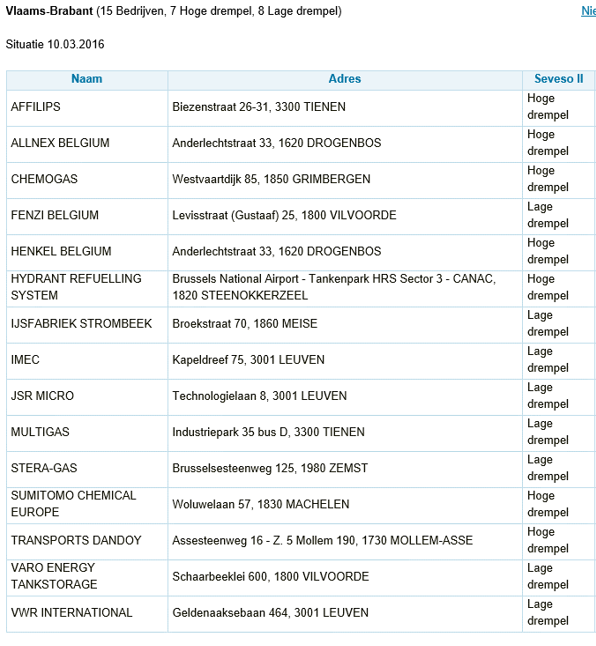 Vlaams-Brabant (15 Bedrijven, 7 Hoge drempel, 8 Lage drempel)
Situatie 10.03.2016
Naam Adres Seveso II
AFFILIPS Biezenstraat 26-31, 3300 TIENEN Hoge drempel
ALLNEX BELGIUM Anderlechtstraat 33, 1620 DROGENBOS Hoge drempel
CHEMOGAS Westvaartdijk 85, 1850 GRIMBERGEN Hoge drempel
FENZI BELGIUM Levisstraat (Gustaaf) 25, 1800 VILVOORDE Lage drempel
HENKEL BELGIUM Anderlechtstraat 33, 1620 DROGENBOS Hoge drempel
HYDRANT REFUELLING SYSTEM Brussels National Airport - Tankenpark HRS Sector 3 - CANAC, 1820 STEENOKKERZEEL Hoge drempel
IJSFABRIEK STROMBEEK Broekstraat 70, 1860 MEISE Lage drempel
IMEC Kapeldreef 75, 3001 LEUVEN Lage drempel
JSR MICRO Technologielaan 8, 3001 LEUVEN Lage drempel
MULTIGAS Industriepark 35 bus D, 3300 TIENEN Lage drempel
STERA-GAS Brusselsesteenweg 125, 1980 ZEMST Lage drempel
SUMITOMO CHEMICAL EUROPE Woluwelaan 57, 1830 MACHELEN Hoge drempel
TRANSPORTS DANDOY Assesteenweg 16 - Z. 5 Mollem 190, 1730 MOLLEM-ASSE Hoge drempel
VARO ENERGY TANKSTORAGE Schaarbeeklei 600, 1800 VILVOORDE Lage drempel
VWR INTERNATIONAL Geldenaaksebaan 464, 3001 LEUVEN Lage drempel